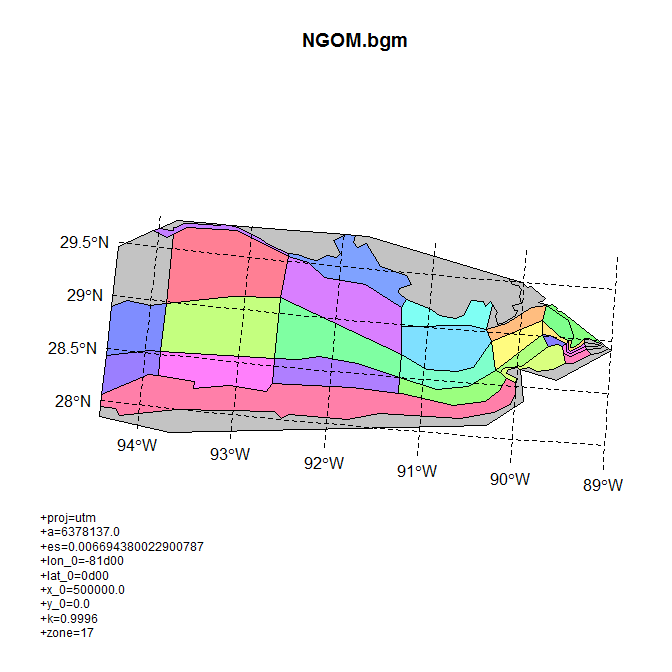 NGOM.bgm
29.5°N
29°N
28.5°N
28°N
94°W
93°W
92°W
91°W
90°W
89°W
+proj=utm
+a=6378137.0
+es=0.006694380022900787
+lon_0=-81d00
+lat_0=0d00
+x_0=500000.0
+y_0=0.0
+k=0.9996
+zone=17